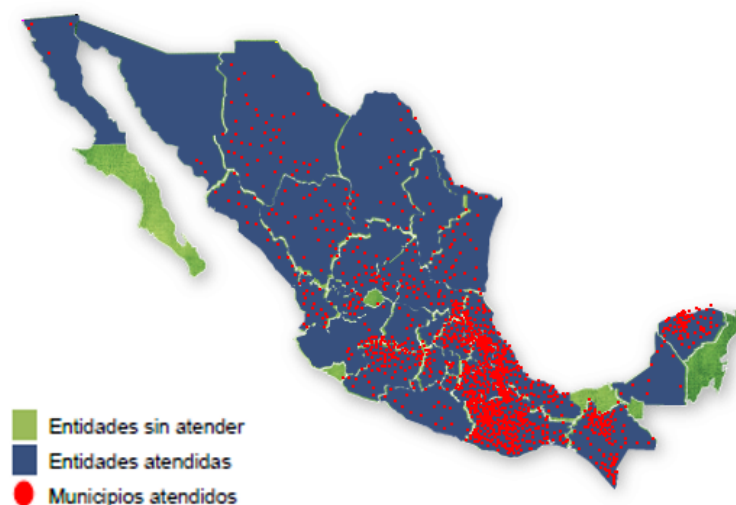 Entidades sin atender
Entidades atendidas
Municipios atendidos